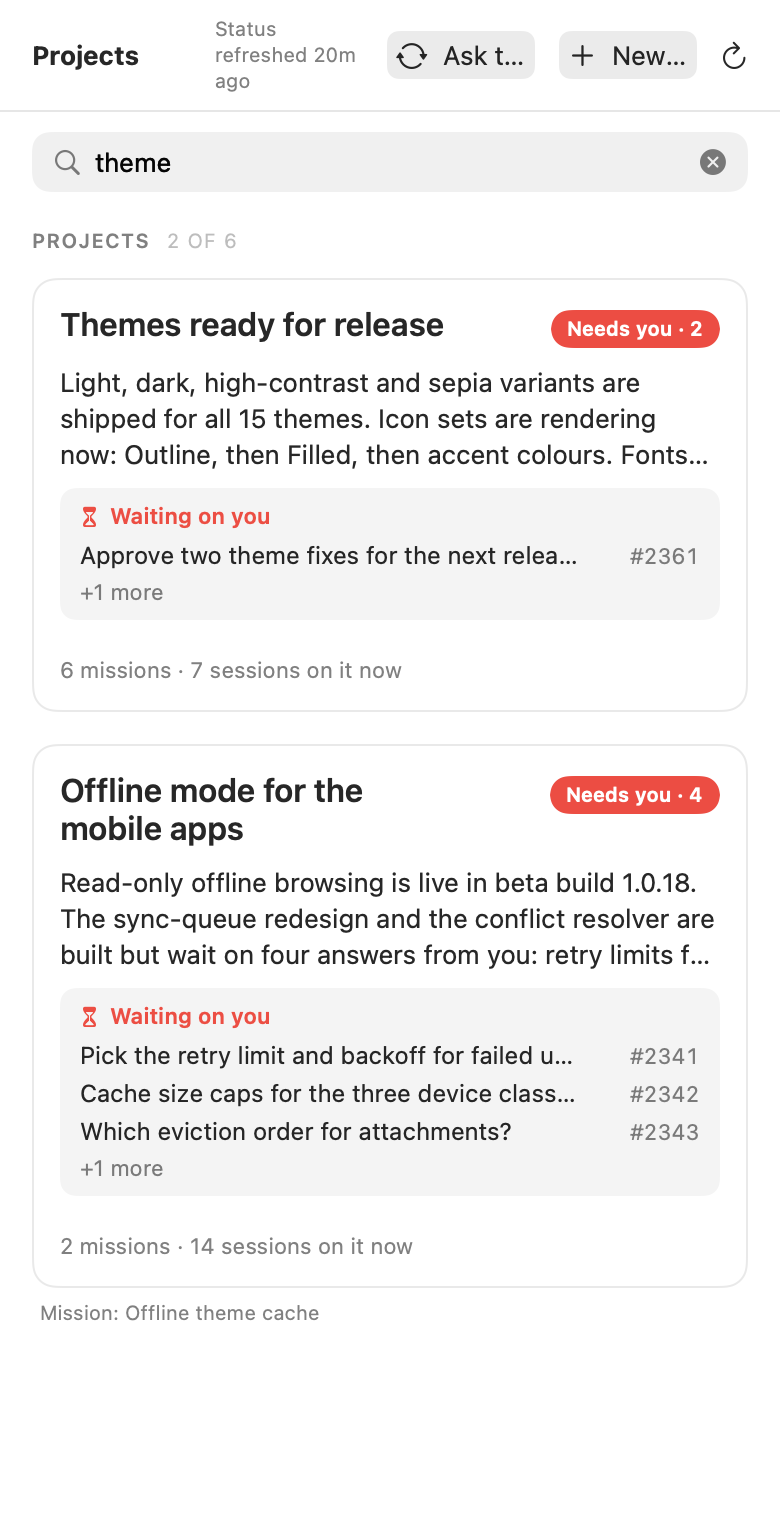 Projects
Status
refreshed 20m
ago
Ask t...
New...
theme
PROJECTS 2 OF 6
Themes ready for release
Needs you · 2
Light, dark, high-contrast and sepia variants are
shipped for all 15 themes. Icon sets are rendering
now: Outline, then Filled, then accent colours. Fonts...
Waiting on you
Approve two theme fixes for the next relea... #2361
+1 more
6 missions · 7 sessions on it now
Offline mode for the
mobile apps
Needs you · 4
Read-only offline browsing is live in beta build 1.0.18.
The sync-queue redesign and the conflict resolver are
built but wait on four answers from you: retry limits f...
Waiting on you
Pick the retry limit and backoff for failed u... #2341
Cache size caps for the three device class... #2342
Which eviction order for attachments? #2343
+1 more
2 missions · 14 sessions on it now
Mission: Offline theme cache